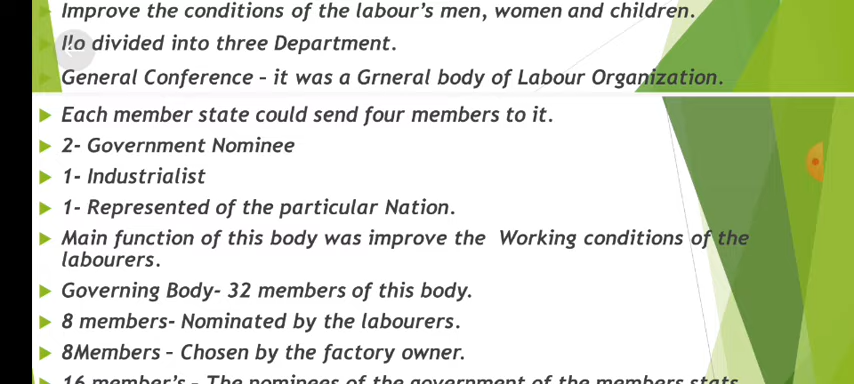 Improve the conditions of the labour's men, women and children.
Ilo divided into three Department.
General Conference – it was a Grneral body of Labour Organization.
Each member state could send four members to it.
2- Government Nominee
1- Industrialist
1- Represented of the particular Nation.
Main function of this body was improve the Working conditions of the
labourers.
Governing Body- 32 members of this body.
8 members- Nominated by the labourers.
8Members – Chosen by the factory owner.
16 member's – The nominees of the government of the members stats